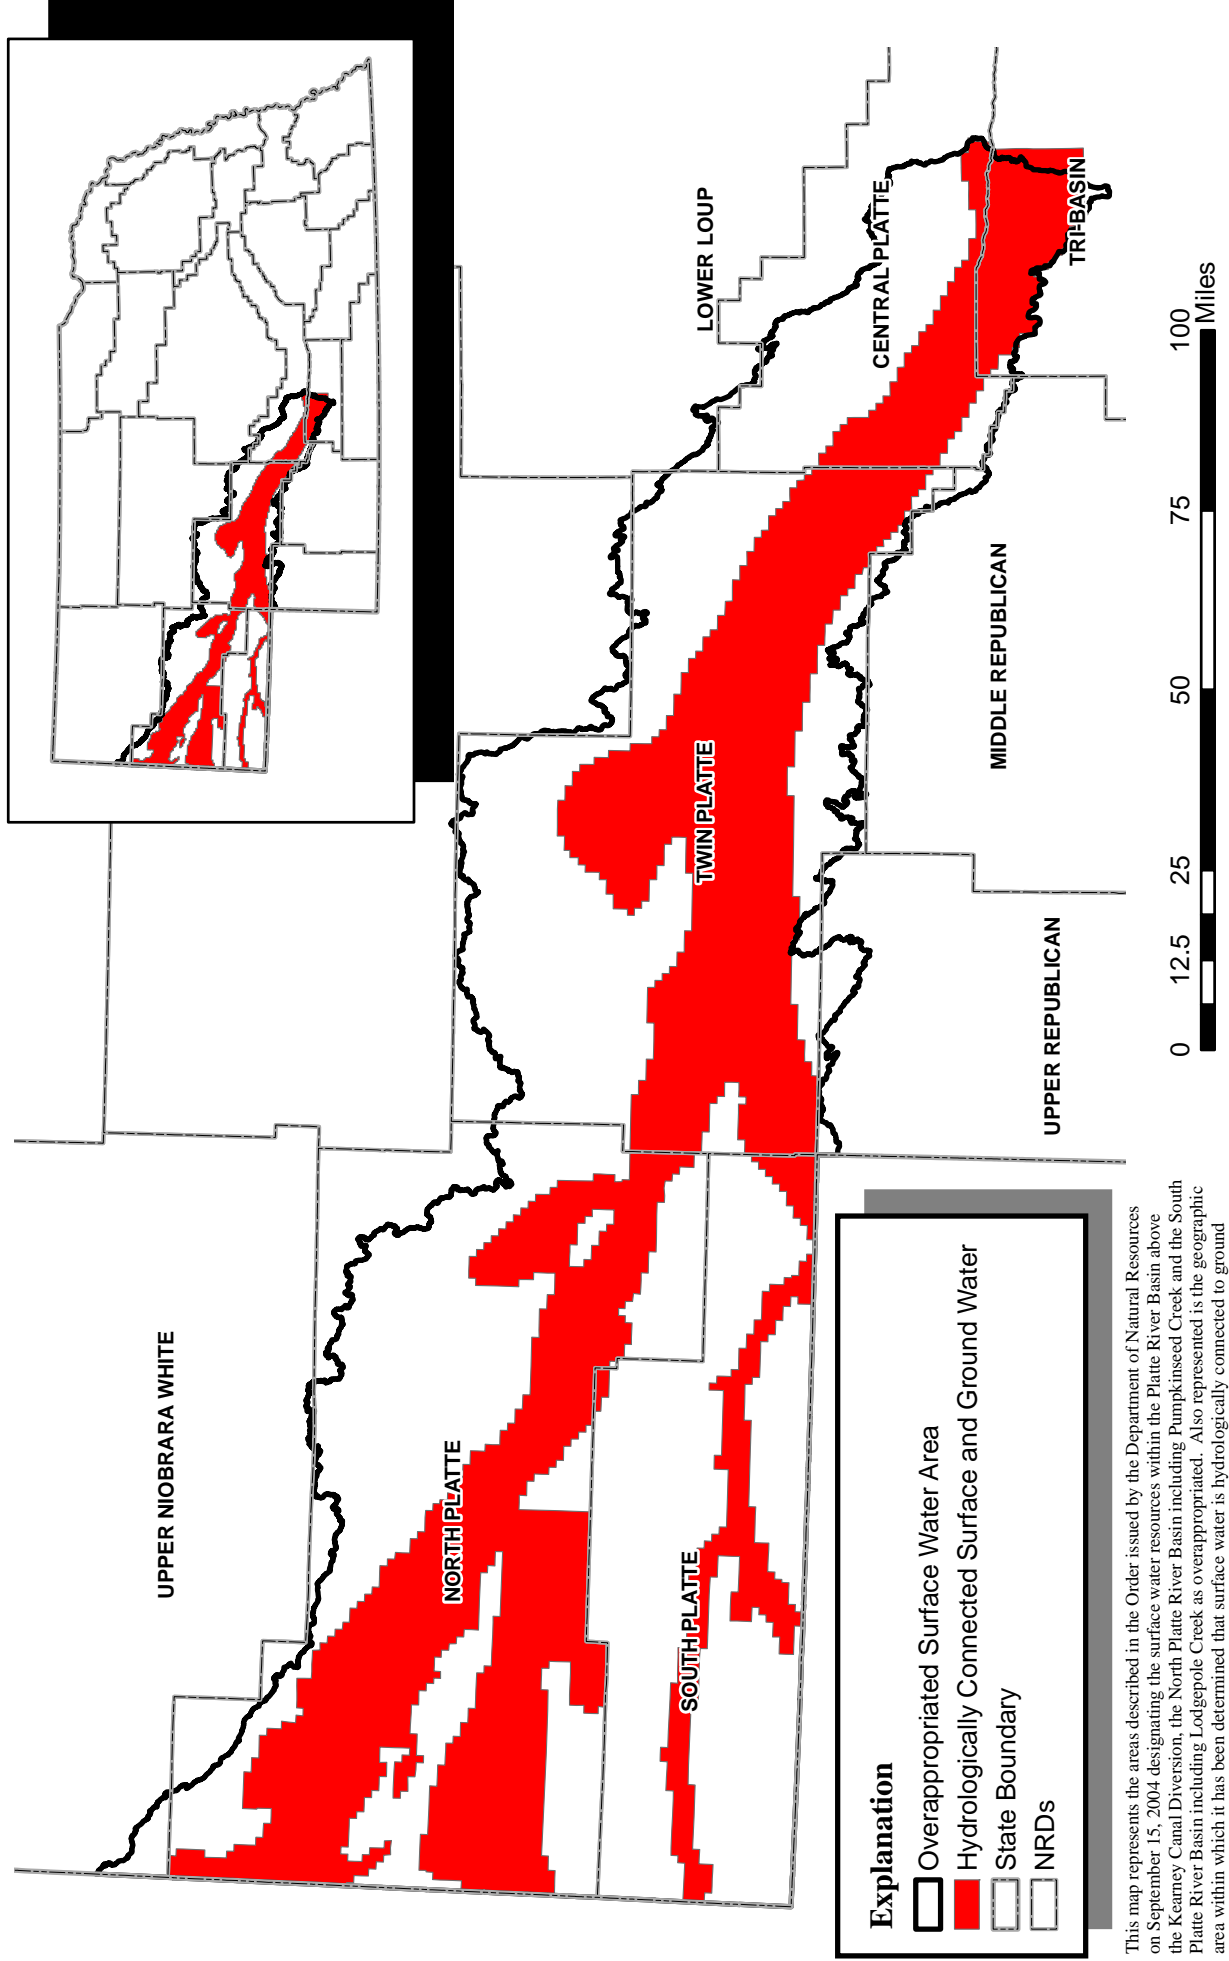 UPPER NIOBRARA WHITE
LOWER LOUP
NORTH PLATTE
TWIN PLATTE
CENTRAL PLATTE
SOUTH PLATTE
TRI-BASIN
MIDDLE REPUBLICAN
UPPER REPUBLICAN
Explanation
Overappropriated Surface Water Area
Hydrologically Connected Surface and Ground Water
State Boundary
NRDs
0 12.5 25 50 75 100
Miles
This map represents the areas described in the Order issued by the Department of Natural Resources
on September 15, 2004 designating the surface water resources within the Platte River Basin above
the Kearney Canal Diversion, the North Platte River Basin including Pumpkinseed Creek and the South
Platte River Basin including Lodgepole Creek as overappropriated. Also represented is the geographic
area within which it has been determined that surface water is hydrologically connected to ground